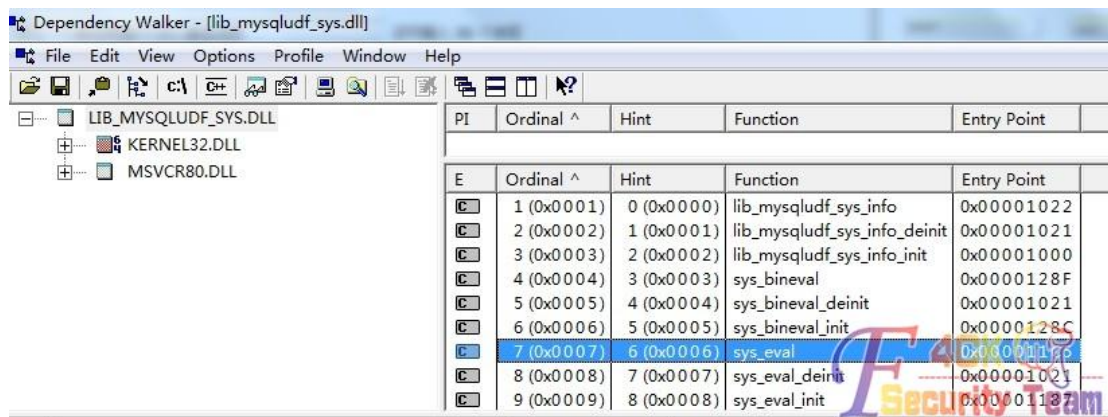 Dependency Walker - [lib_mysqludf_sys.dll]
File Edit View Options Profile Window Help
c:\ C++
LIB_MYSQLUDF_SYS.DLL
KERNEL32.DLL
MSVCR80.DLL
PI Ordinal ^ Hint Function Entry Point
E Ordinal ^ Hint Function Entry Point
C 1 (0x0001) 0 (0x0000) lib_mysqludf_sys_info 0x00001022
C 2 (0x0002) 1 (0x0001) lib_mysqludf_sys_info_deinit 0x00001021
C 3 (0x0003) 2 (0x0002) lib_mysqludf_sys_info_init 0x00001000
C 4 (0x0004) 3 (0x0003) sys_bineval 0x0000128F
C 5 (0x0005) 4 (0x0004) sys_bineval_deinit 0x00001021
C 6 (0x0006) 5 (0x0005) sys_bineval_init 0x0000128C
C 7 (0x0007) 6 (0x0006) sys_eval
C 8 (0x0008) 7 (0x0007) sys_eval_deinit 0x00001021
C 9 (0x0009) 8 (0x0008) sys_eval_init
Security Team